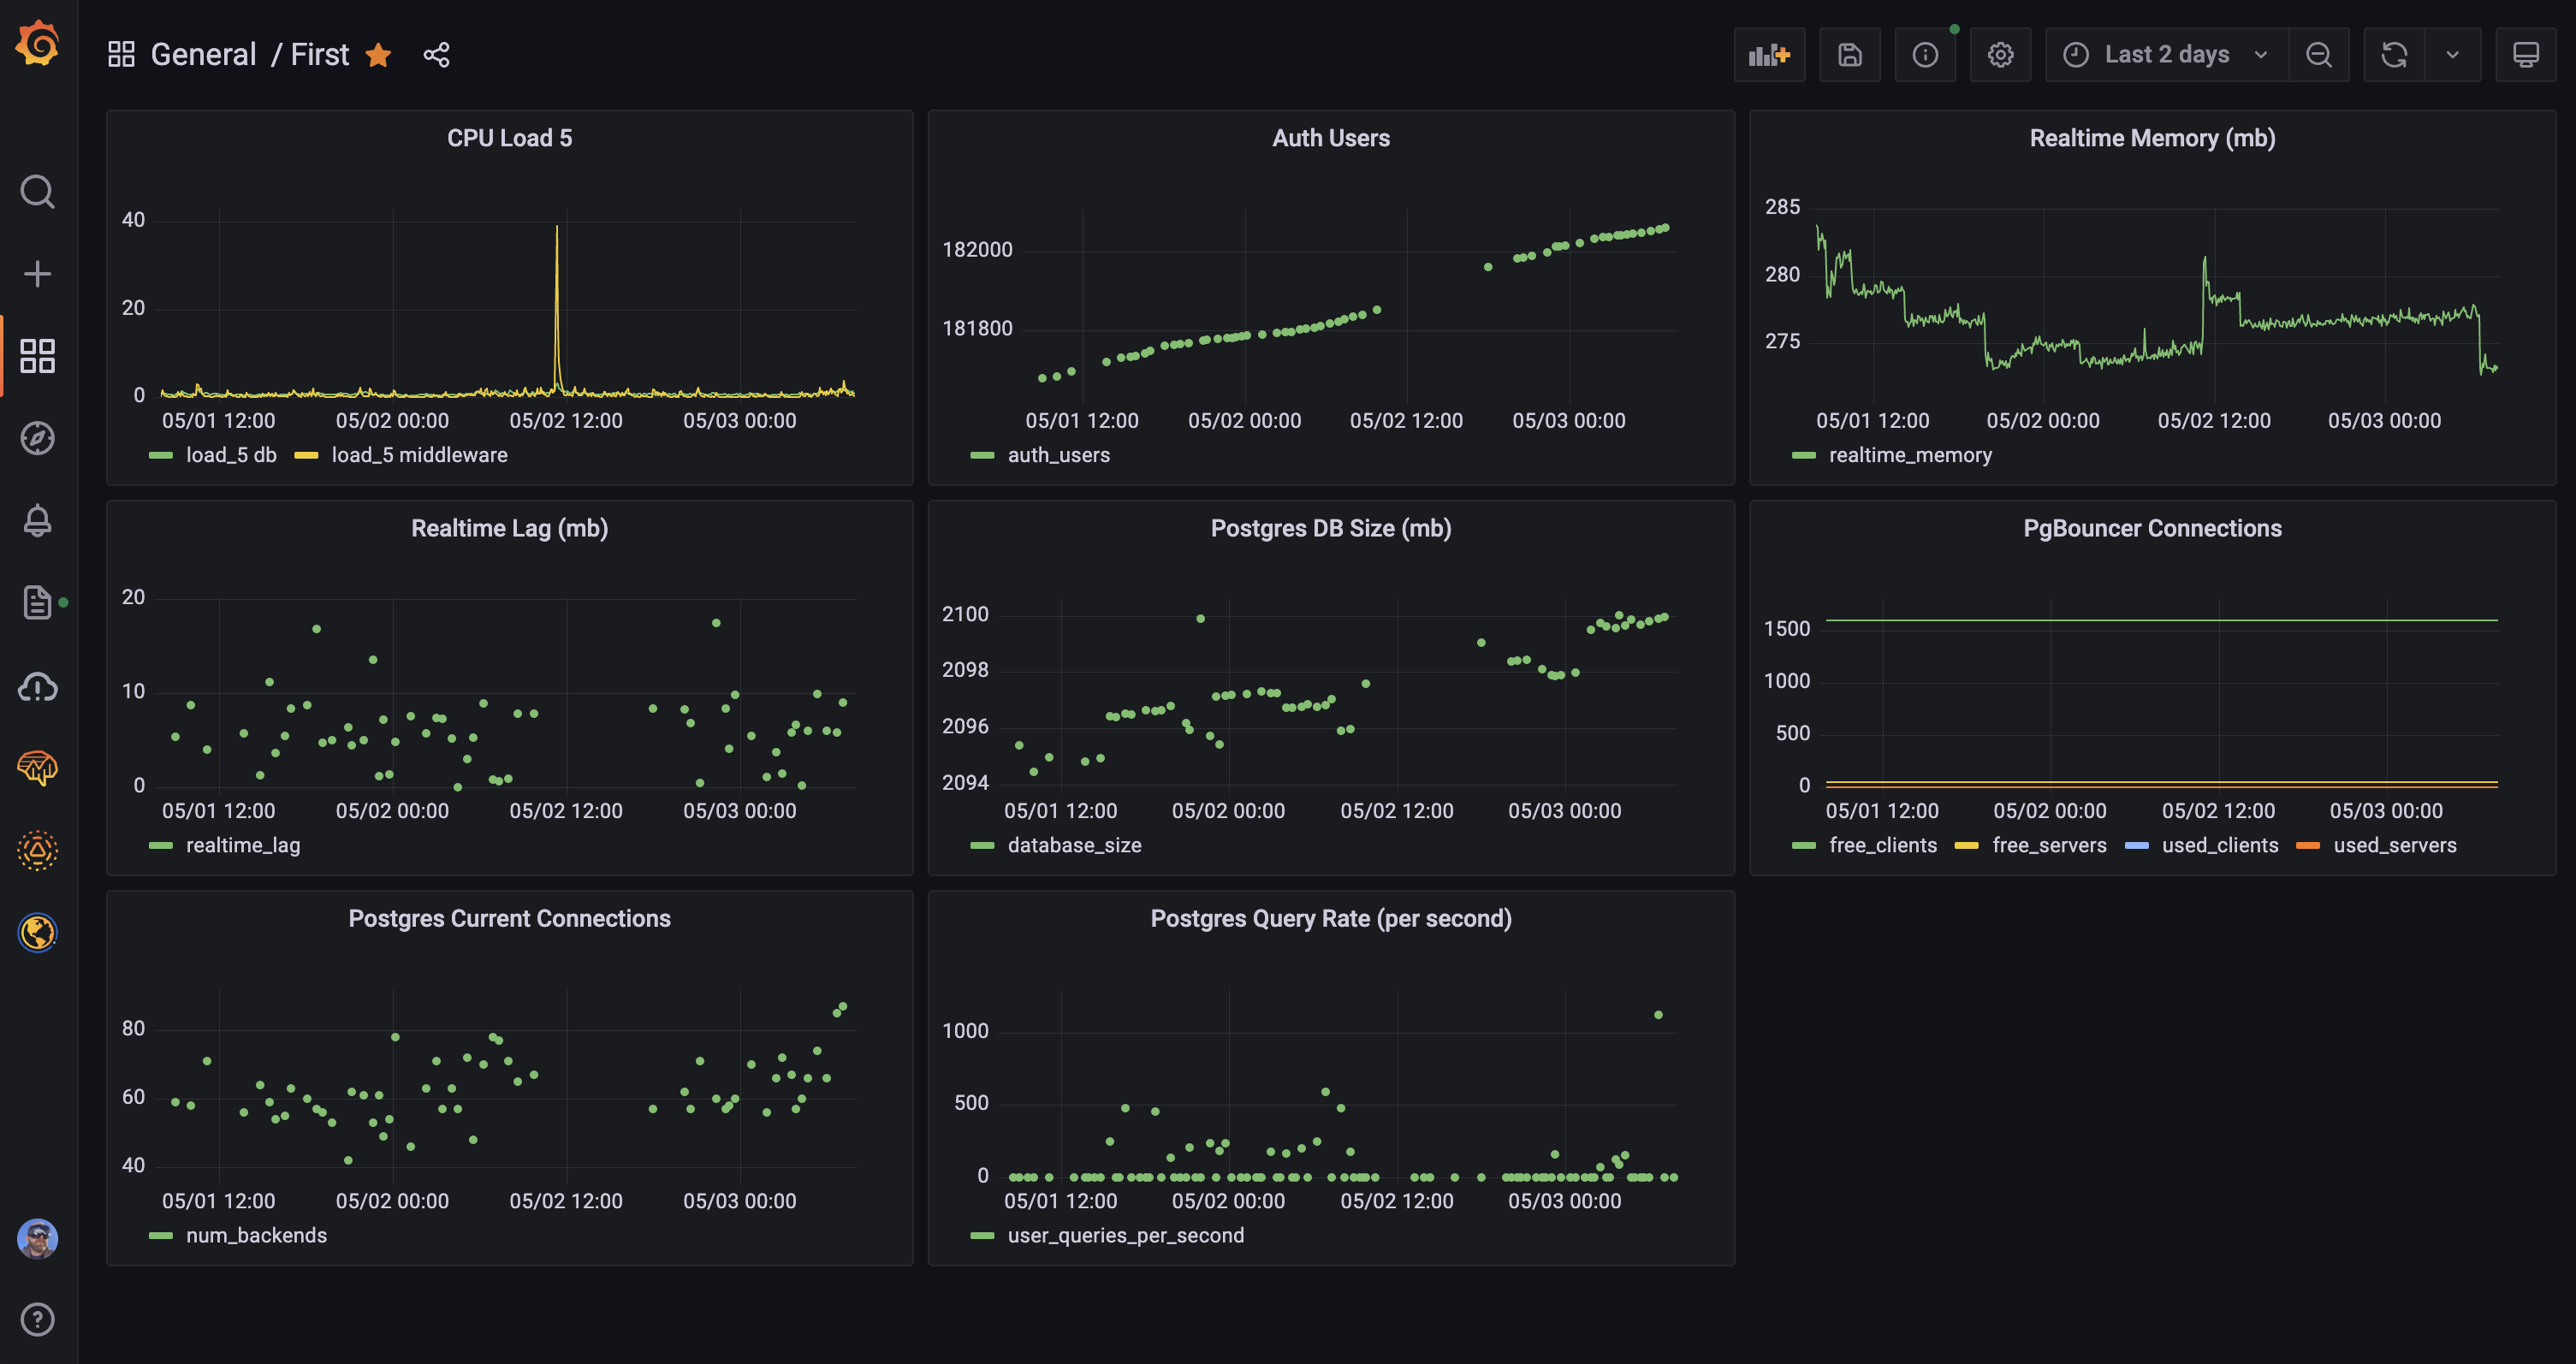 General / First
Last 2 days
CPU Load 5
40
20
0
05/01 12:00 05/02 00:00 05/02 12:00 05/03 00:00
load_5 db load_5 middleware
Auth Users
182000
181800
05/01 12:00 05/02 00:00 05/02 12:00 05/03 00:00
auth_users
Realtime Memory (mb)
285
280
275
05/01 12:00 05/02 00:00 05/02 12:00 05/03 00:00
realtime_memory
Realtime Lag (mb)
20
10
0
05/01 12:00 05/02 00:00 05/02 12:00 05/03 00:00
realtime_lag
Postgres DB Size (mb)
2100
2098
2096
2094
05/01 12:00 05/02 00:00 05/02 12:00 05/03 00:00
database_size
PgBouncer Connections
1500
1000
500
0
05/01 12:00 05/02 00:00 05/02 12:00 05/03 00:00
free_clients free_servers used_clients used_servers
Postgres Current Connections
80
60
40
05/01 12:00 05/02 00:00 05/02 12:00 05/03 00:00
num_backends
Postgres Query Rate (per second)
1000
500
0
05/01 12:00 05/02 00:00 05/02 12:00 05/03 00:00
user_queries_per_second